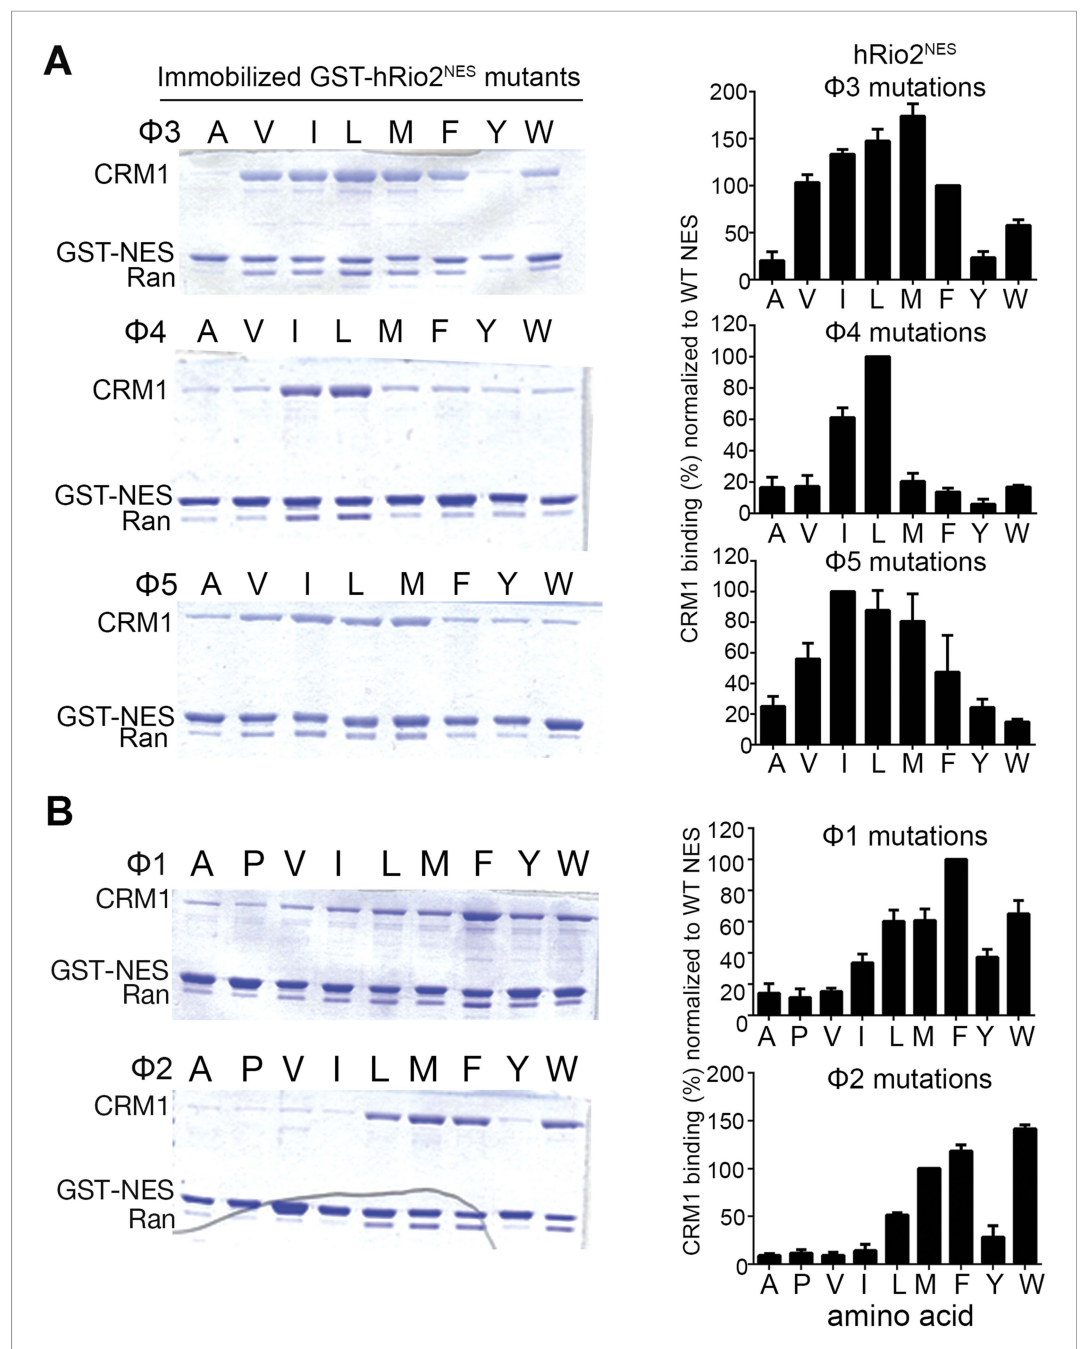 A
Immobilized GST-hRio2NES mutants
Φ3 A V I L M F Y W
CRM1
GST-NES
Ran
Φ4 A V I L M F Y W
CRM1
GST-NES
Ran
Φ5 A V I L M F Y W
CRM1
GST-NES
Ran
hRio2NES
Φ3 mutations
200
150
100
50
0
A V I L M F Y W
Φ4 mutations
120
100
80
60
40
20
0
A V I L M F Y W
Φ5 mutations
120
100
80
60
40
20
0
A V I L M F Y W
CRM1 binding (%) normalized to WT NES
B
Φ1 A P V I L M F Y W
CRM1
GST-NES
Ran
Φ2 A P V I L M F Y W
CRM1
GST-NES
Ran
Φ1 mutations
120
100
80
60
40
20
0
A P V I L M F Y W
Φ2 mutations
200
150
100
50
0
A P V I L M F Y W
CRM1 binding (%) normalized to WT NES
amino acid